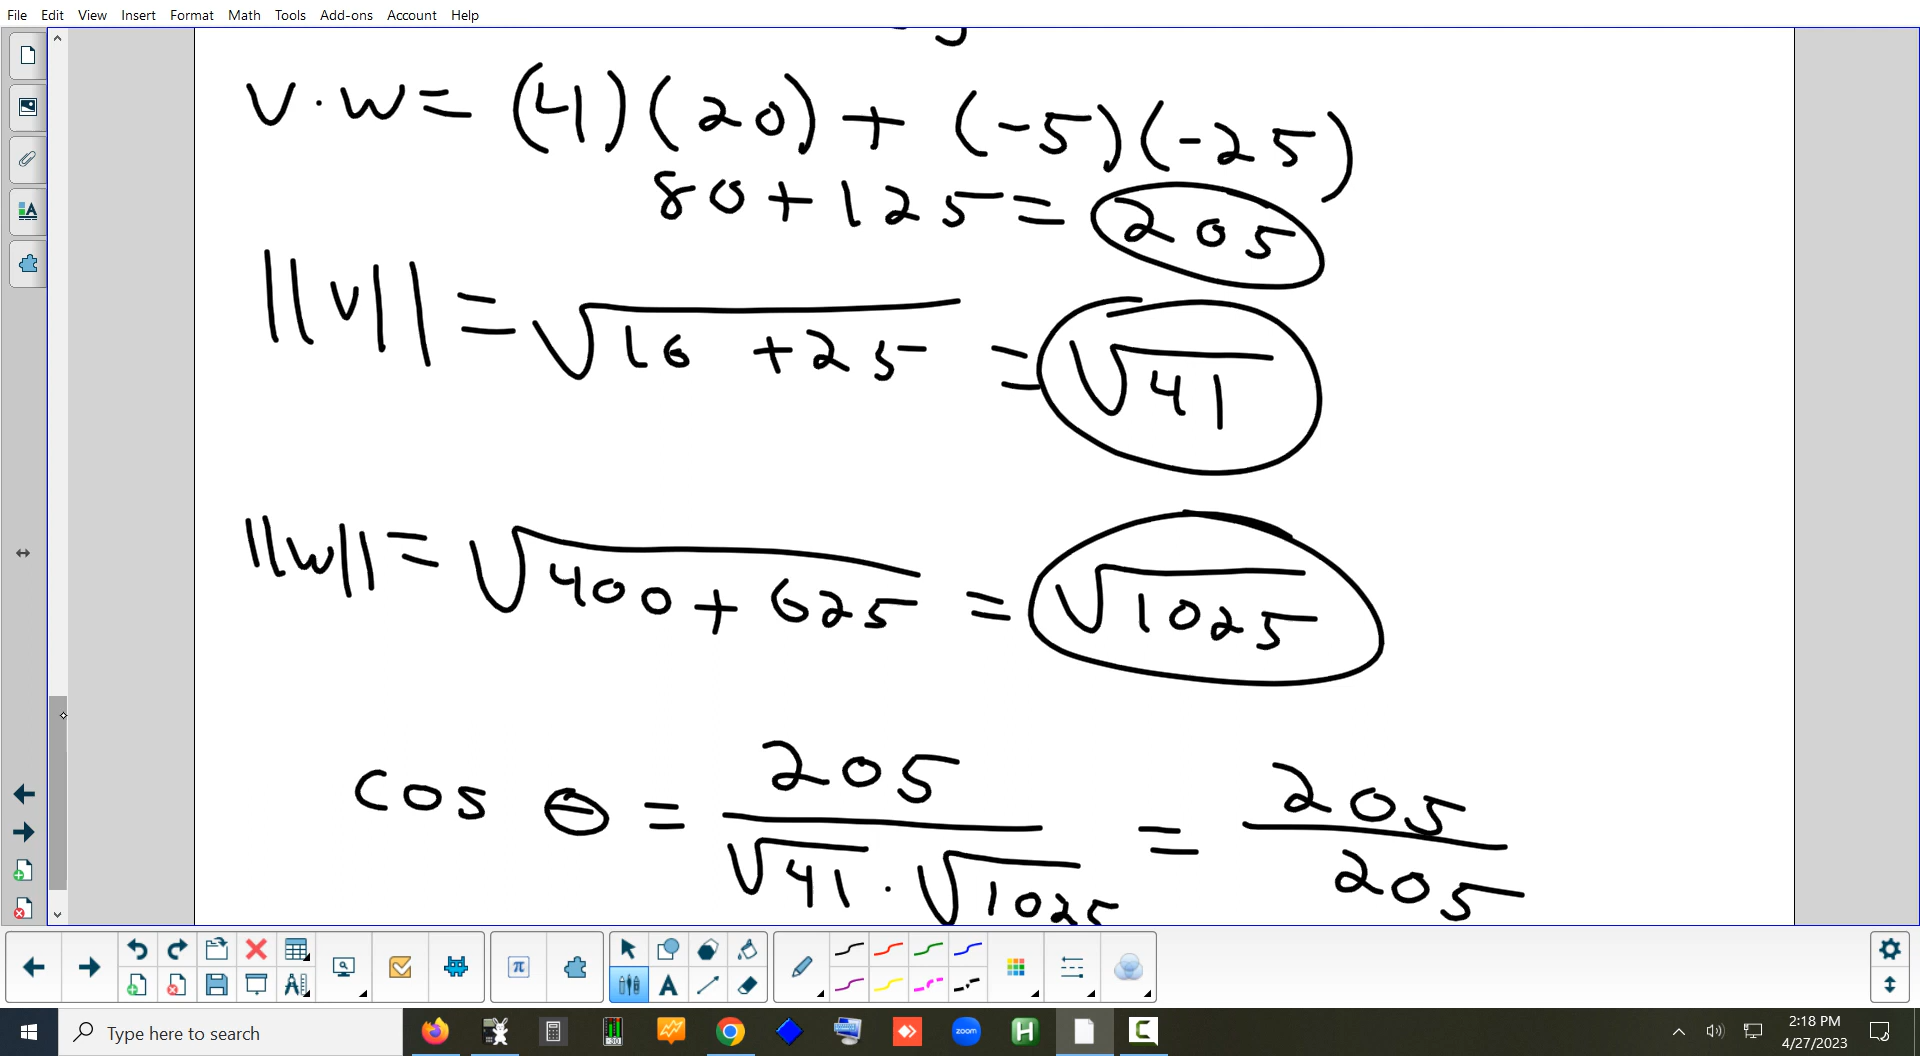 File Edit View Insert Format Math Tools Add-ons Account Help
v · w = (4)(20) + (-5)(-25)
80 + 125 = 205
||v|| = √16 + 25 = √41
||w|| = √400 + 625 = √1025
cos θ = 205 / √41 · √1025 = 205 / 205
π
A
zoom
H
C
Type here to search
2:18 PM
4/27/2023